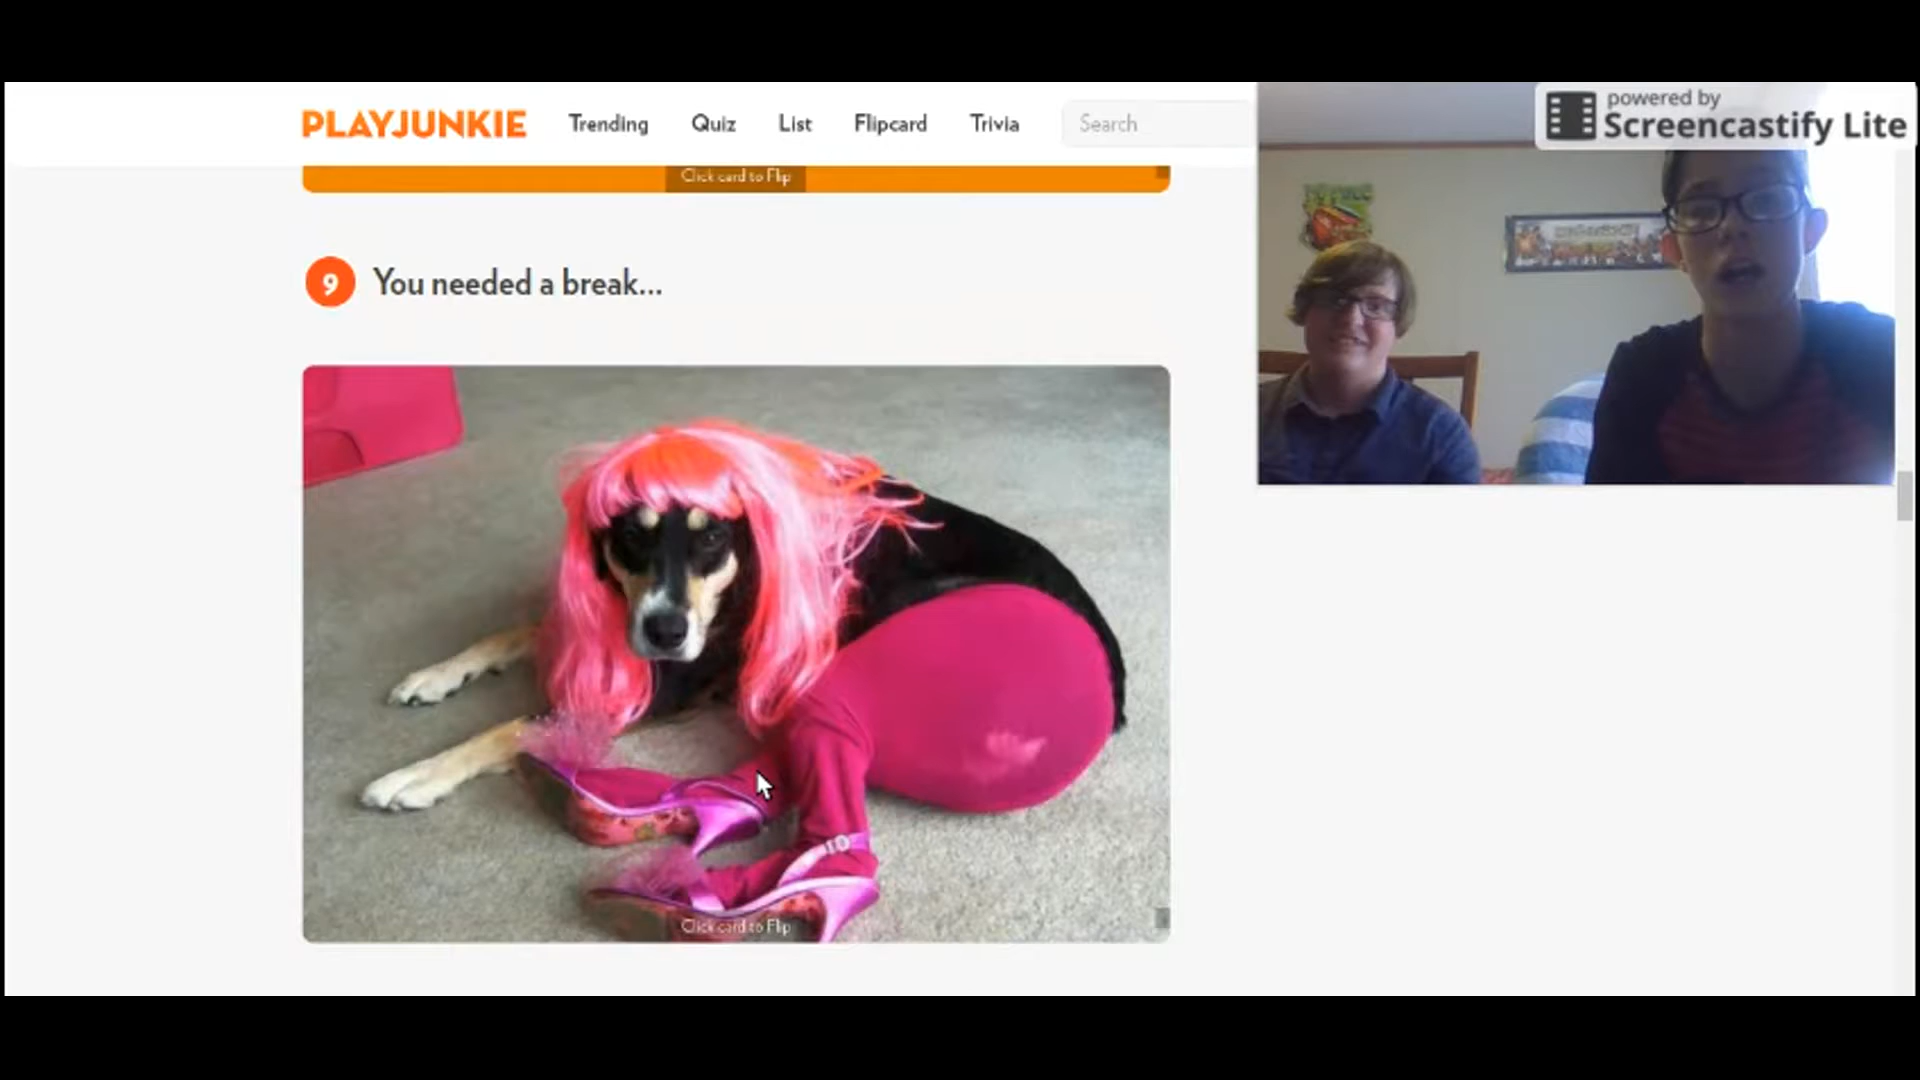 PLAYJUNKIE Trending Quiz List Flipcard Trivia Search
powered by
Screencastify Lite
Click card to Flip
9 You needed a break...
Click card to Flip